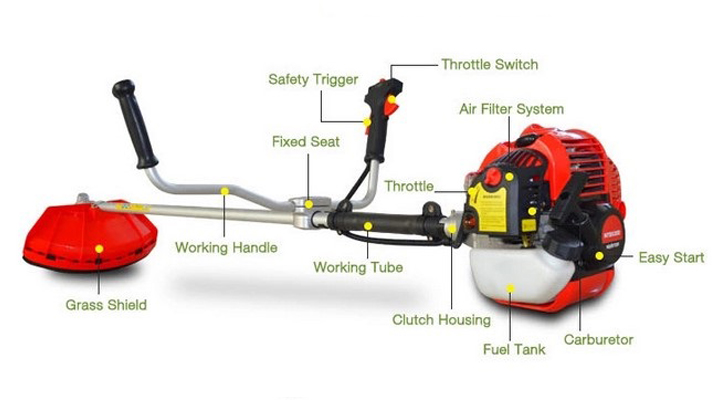 Throttle Switch
Safety Trigger
Air Filter System
Fixed Seat
Throttle
Working Handle
Working Tube
Easy Start
Grass Shield
Clutch Housing
Carburetor
Fuel Tank